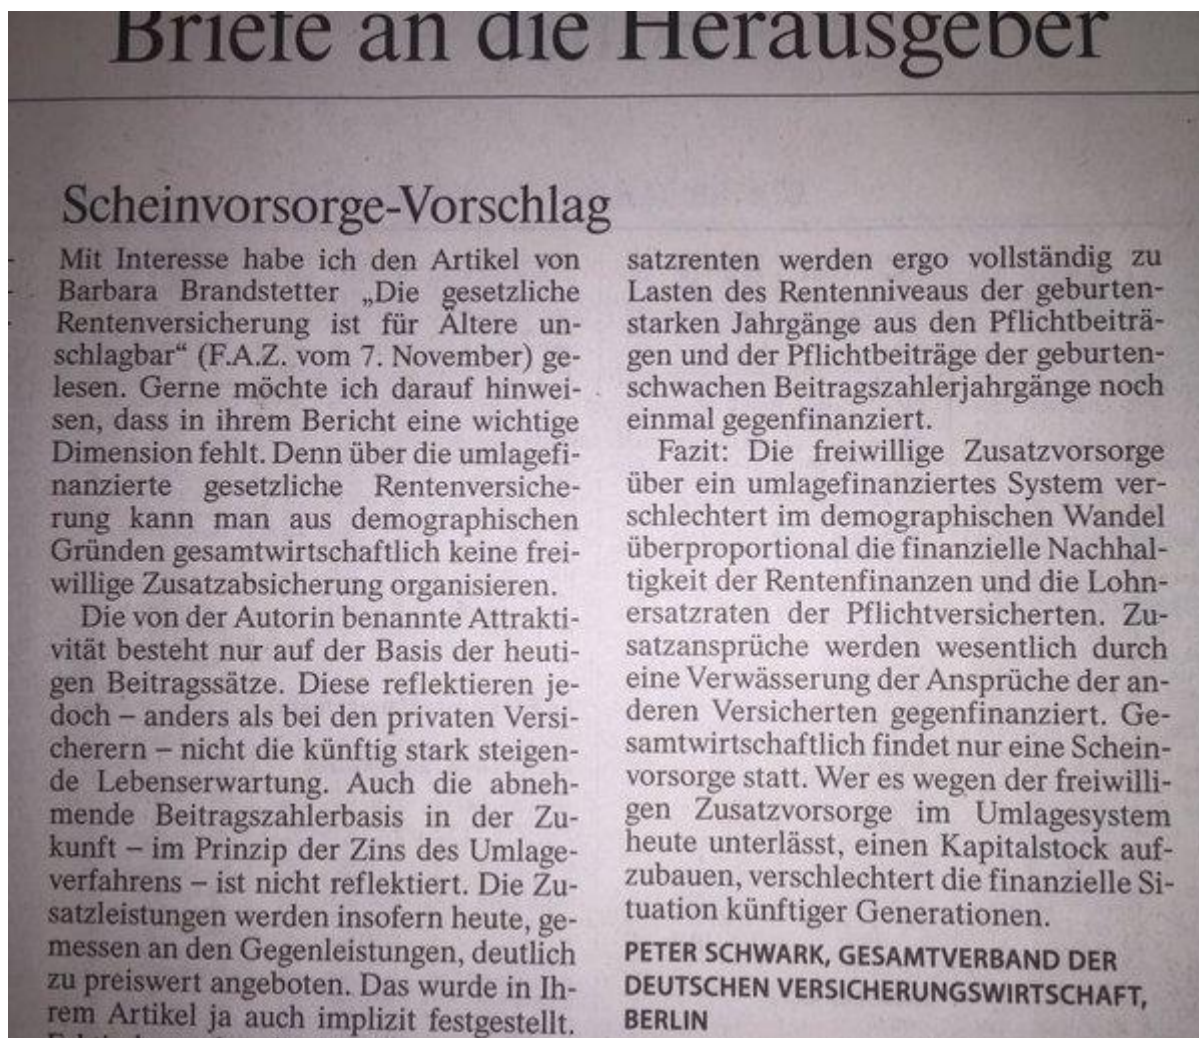 Briefe an die Herausgeber
Scheinvorsorge-Vorschlag
Mit Interesse habe ich den Artikel von
Barbara Brandstetter „Die gesetzliche
Rentenversicherung ist für Ältere un-
schlagbar“ (F.A.Z. vom 7. November) ge-
lesen. Gerne möchte ich darauf hinwei-
sen, dass in ihrem Bericht eine wichtige
Dimension fehlt. Denn über die umlagefi-
nanzierte gesetzliche Rentenversiche-
rung kann man aus demographischen
Gründen gesamtwirtschaftlich keine frei-
willige Zusatzabsicherung organisieren.
Die von der Autorin benannte Attrakti-
vität besteht nur auf der Basis der heuti-
gen Beitragssätze. Diese reflektieren je-
doch – anders als bei den privaten Versi-
cherern – nicht die künftig stark steigen-
de Lebenserwartung. Auch die abneh-
mende Beitragszahlerbasis in der Zu-
kunft – im Prinzip der Zins des Umlage-
verfahrens – ist nicht reflektiert. Die Zu-
satzleistungen werden insofern heute, ge-
messen an den Gegenleistungen, deutlich
zu preiswert angeboten. Das wurde in Ih-
rem Artikel ja auch implizit festgestellt.
satzrenten werden ergo vollständig zu
Lasten des Rentenniveaus der geburten-
starken Jahrgänge aus den Pflichtbeiträ-
gen und der Pflichtbeiträge der geburten-
schwachen Beitragszahlerjahrgänge noch
einmal gegenfinanziert.
Fazit: Die freiwillige Zusatzvorsorge
über ein umlagefinanziertes System ver-
schlechtert im demographischen Wandel
überproportional die finanzielle Nachhal-
tigkeit der Rentenfinanzen und die Lohn-
ersatzraten der Pflichtversicherten. Zu-
satzansprüche werden wesentlich durch
eine Verwässerung der Ansprüche der an-
deren Versicherten gegenfinanziert. Ge-
samtwirtschaftlich findet nur eine Schein-
vorsorge statt. Wer es wegen der freiwilli-
gen Zusatzvorsorge im Umlagesystem
heute unterlässt, einen Kapitalstock auf-
zubauen, verschlechtert die finanzielle Si-
tuation künftiger Generationen.
PETER SCHWARK, GESAMTVERBAND DER
DEUTSCHEN VERSICHERUNGSWIRTSCHAFT,
BERLIN